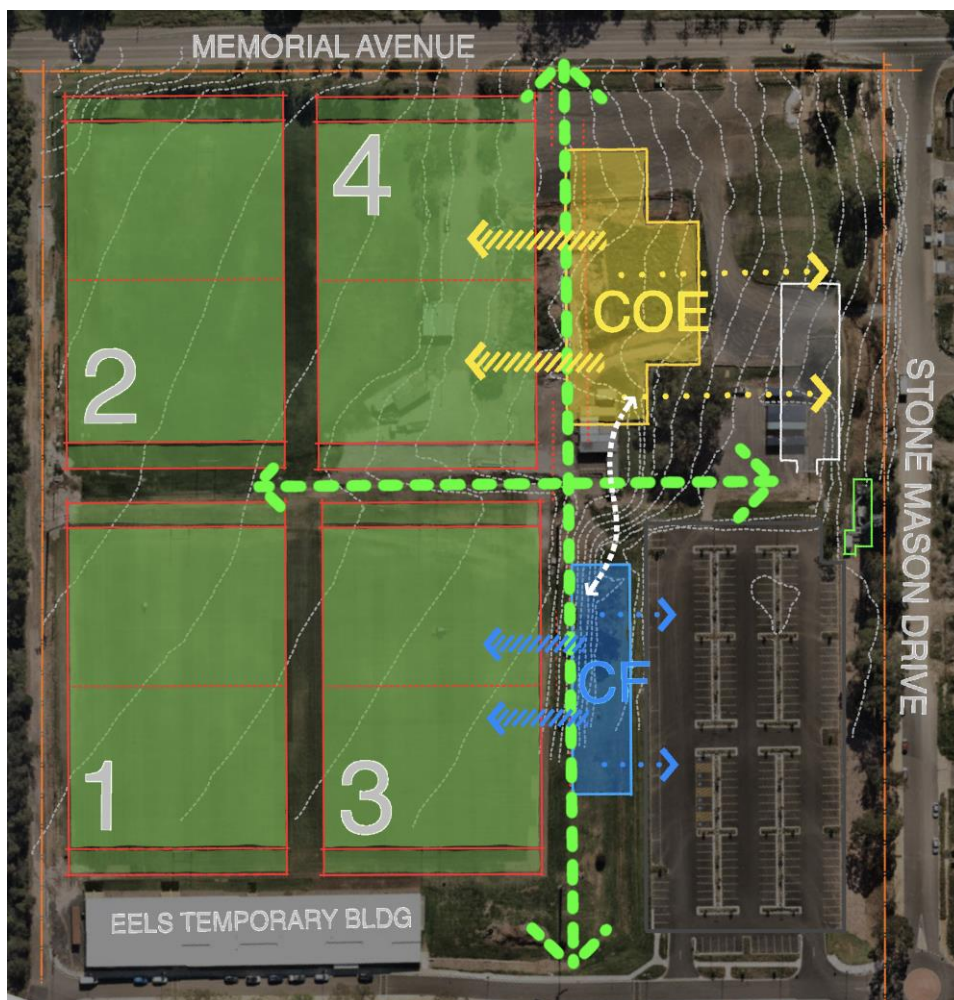 MEMORIAL AVENUE
4
COE
2
STONE MASON DRIVE
CF
1
3
EELS TEMPORARY BLDG